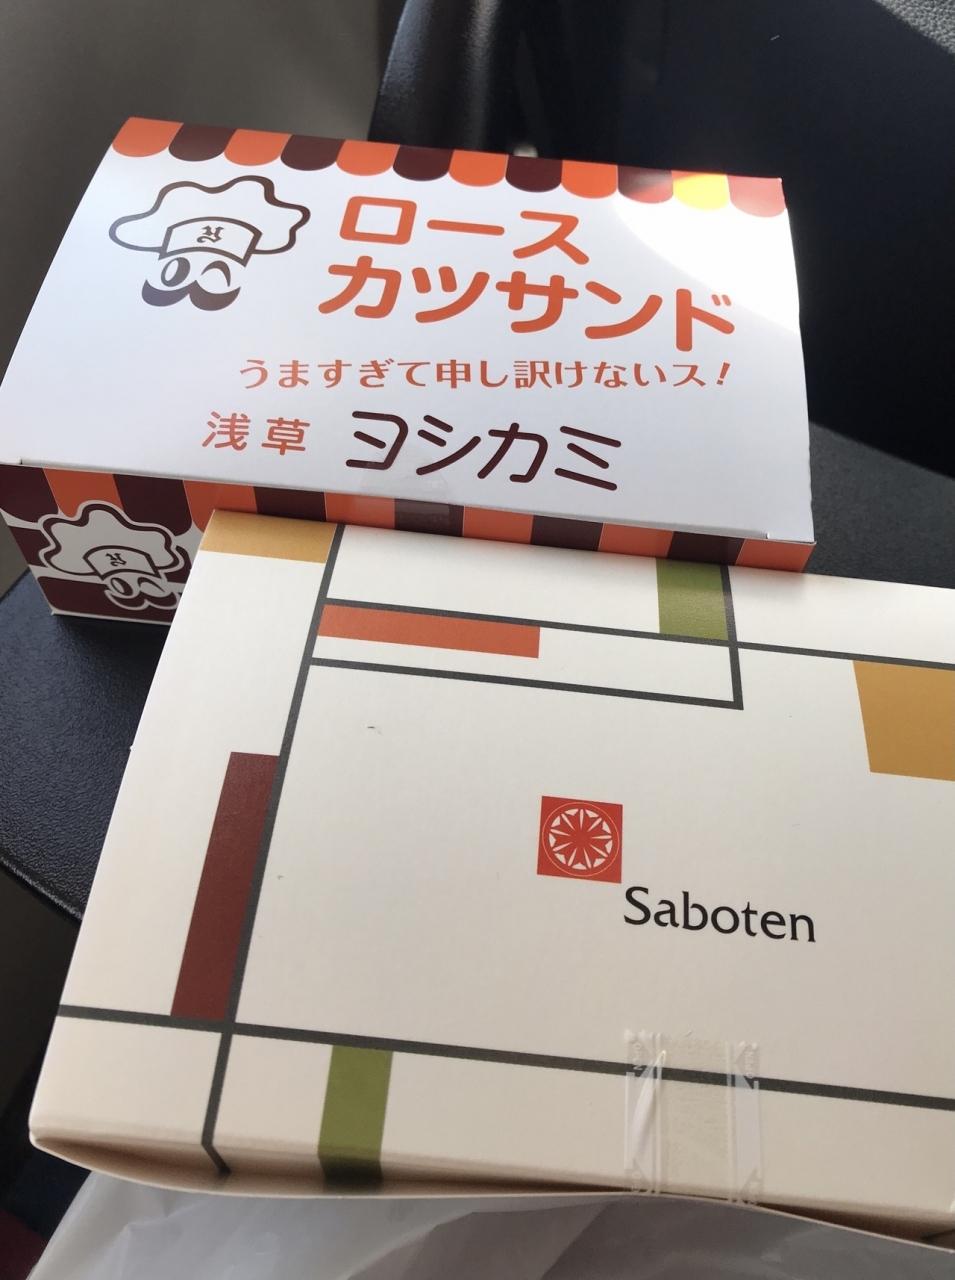 ロース
カツサンド
うますぎて申し訳けないス!
浅草 ヨシカミ
Saboten